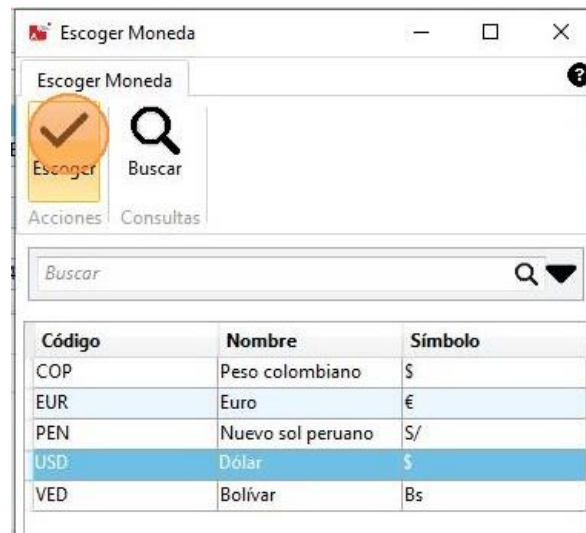 Escoger Moneda
Escoger Moneda ?
Escoger Buscar
Acciones Consultas
Buscar
Código Nombre Símbolo
COP Peso colombiano $
EUR Euro €
PEN Nuevo sol peruano S/
USD Dólar $
VED Bolívar Bs